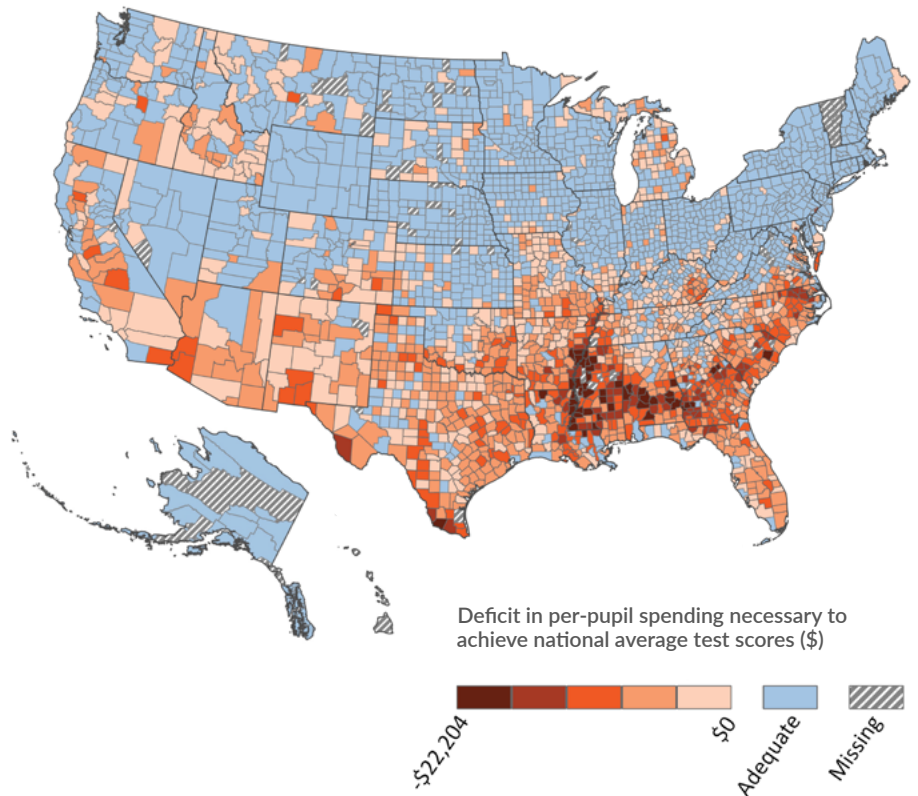 Deficit in per-pupil spending necessary to
achieve national average test scores ($)
-$22,204
$0
Adequate
Missing